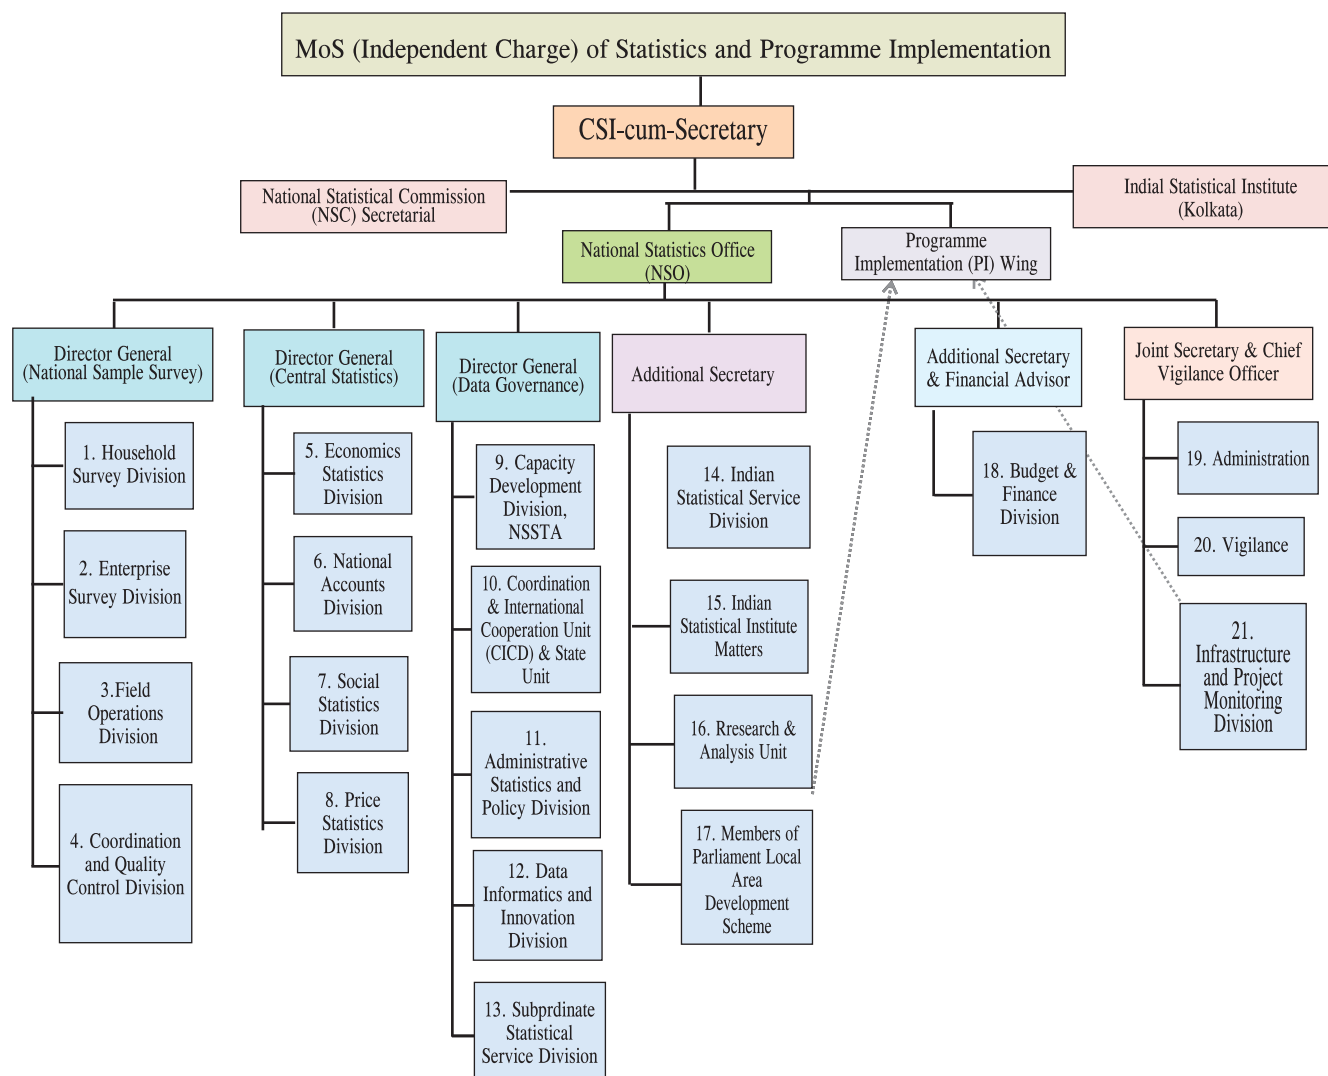 MoS (Independent Charge) of Statistics and Programme Implementation
CSI-cum-Secretary
National Statistical Commission
(NSC) Secretarial
Indial Statistical Institute
(Kolkata)
National Statistics Office
(NSO)
Programme
Implementation (PI) Wing
Director General
(National Sample Survey)
Director General
(Central Statistics)
Director General
(Data Governance)
Additional Secretary
Additional Secretary
& Financial Advisor
Joint Secretary & Chief
Vigilance Officer
1. Household
Survey Division
2. Enterprise
Survey Division
3.Field
Operations
Division
4. Coordination
and Quality
Control Division
5. Economics
Statistics
Division
6. National
Accounts
Division
7. Social
Statistics
Division
8. Price
Statistics
Division
9. Capacity
Development
Division,
NSSTA
10. Coordination
& International
Cooperation Unit
(CICD) & State
Unit
11.
Administrative
Statistics and
Policy Division
12. Data
Informatics and
Innovation
Division
13. Subprdinate
Statistical
Service Division
14. Indian
Statistical Service
Division
15. Indian
Statistical Institute
Matters
16. Rresearch &
Analysis Unit
17. Members of
Parliament Local
Area
Development
Scheme
18. Budget &
Finance
Division
19. Administration
20. Vigilance
21.
Infrastructure
and Project
Monitoring
Division